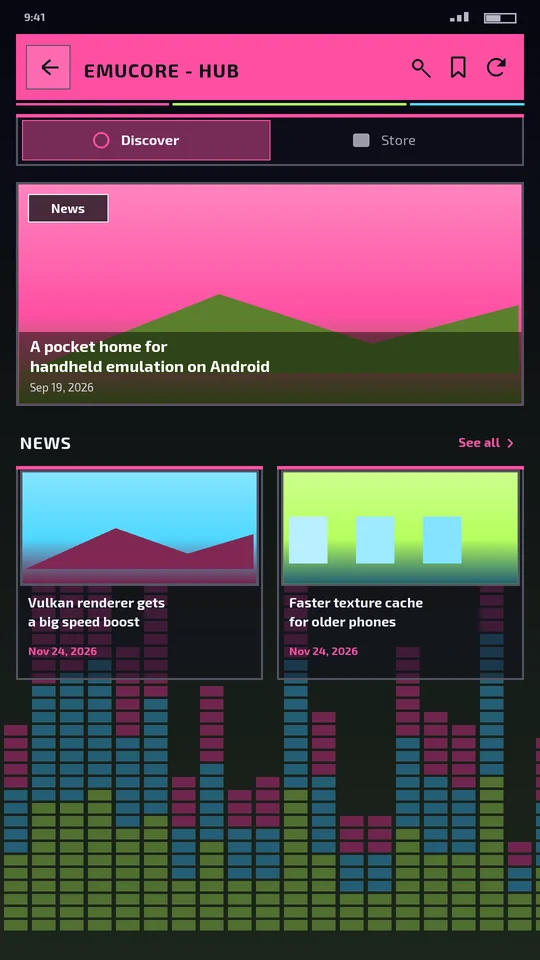 9:41
EMUCORE - HUB
Discover
Store
News
A pocket home for
handheld emulation on Android
Sep 19, 2026
NEWS
See all
Vulkan renderer gets
a big speed boost
Nov 24, 2026
Faster texture cache
for older phones
Nov 24, 2026